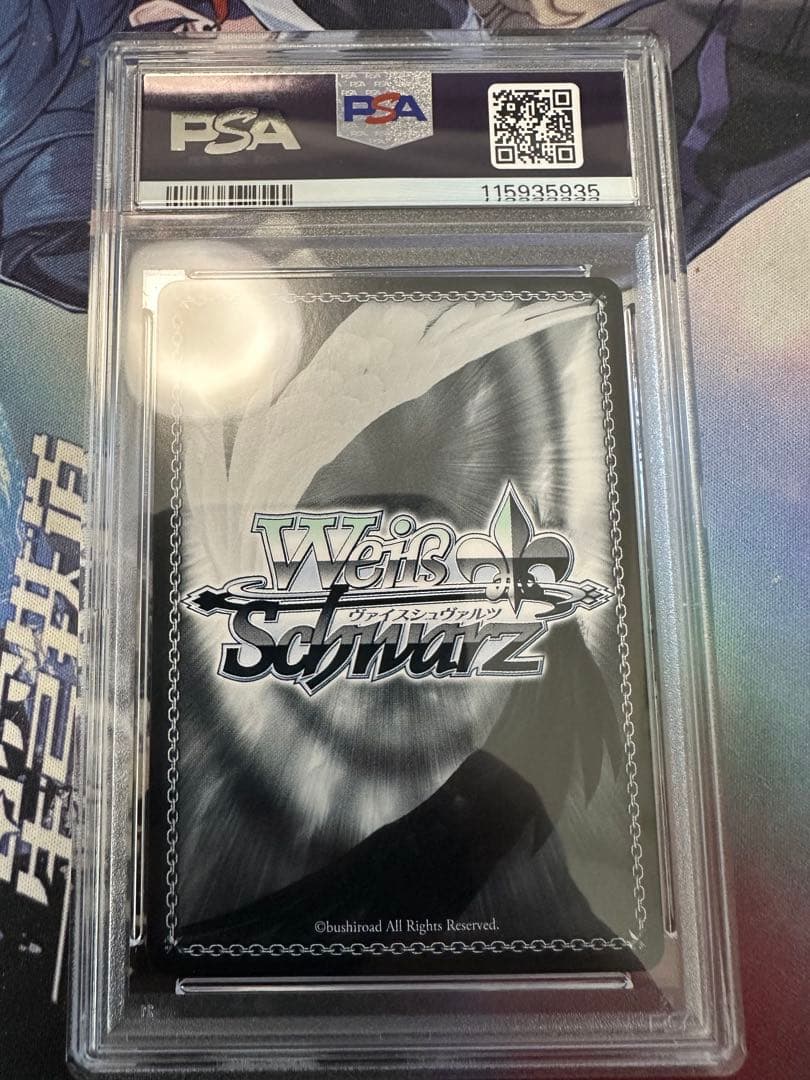 PSA
PSA
115935935
Weiß
ヴァイスシュヴァルツ
Schwarz
©bushiroad All Rights Reserved.